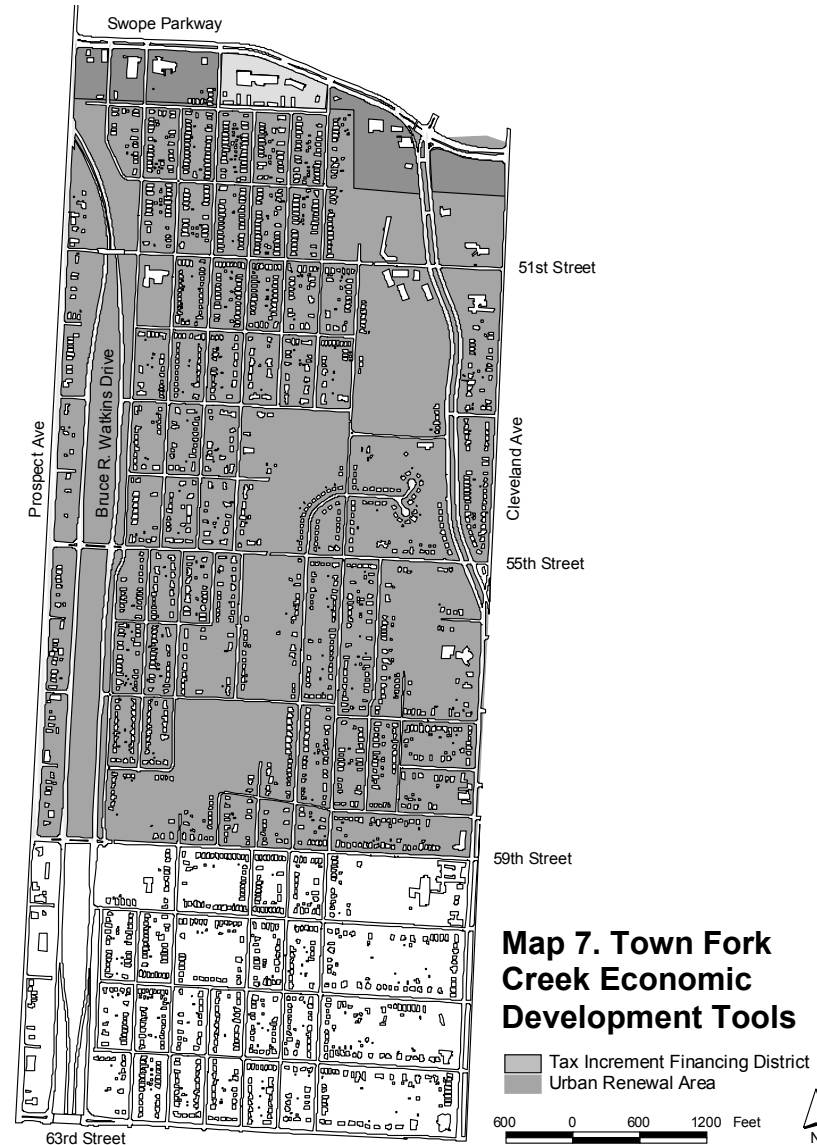 Swope Parkway
51st Street
Prospect Ave
Bruce R. Watkins Drive
Cleveland Ave
55th Street
59th Street
Map 7. Town Fork
Creek Economic
Development Tools
Tax Increment Financing District
Urban Renewal Area
600 0 600 1200 Feet
N
63rd Street